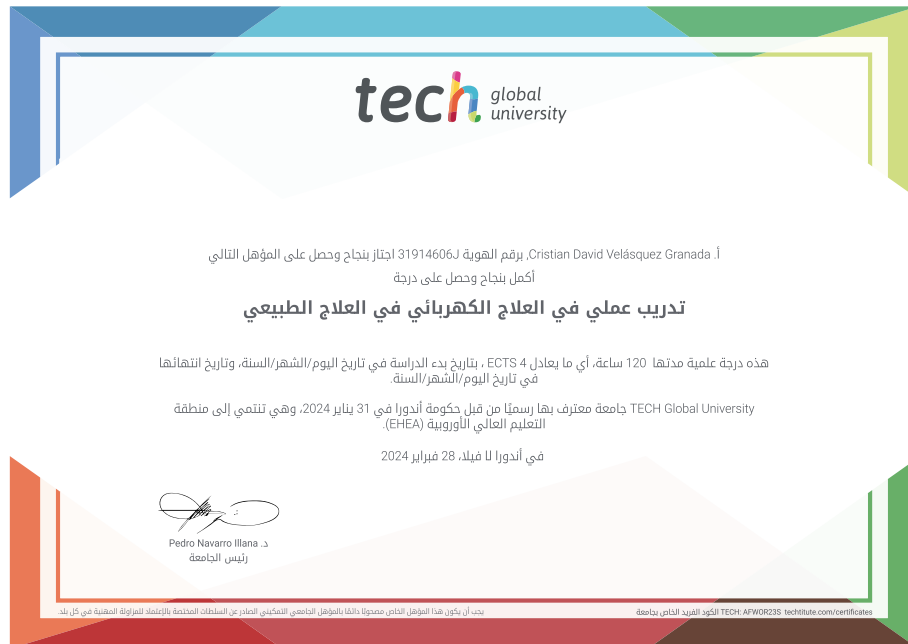 tech global university
أ. Cristian David Velásquez Granada, برقم الهوية 31914606J اجتاز بنجاح وحصل على المؤهل التالي
أكمل بنجاح وحصل على درجة
تدريب عملي في العلاج الكهربائي في العلاج الطبيعي
هذه درجة علمية مدتها 120 ساعة، أي ما يعادل 4 ECTS ، بتاريخ بدء الدراسة في تاريخ اليوم/الشهر/السنة، وتاريخ انتهائها
في تاريخ اليوم/الشهر/السنة.
TECH Global University جامعة معترف بها رسميًا من قبل حكومة أندورا في 31 يناير 2024، وهي تنتمي إلى منطقة
التعليم العالي الأوروبية (EHEA).
في أندورا لا فيلا، 28 فبراير 2024
د. Pedro Navarro Illana
رئيس الجامعة
يجب أن يكون هذا المؤهل الخاص مصحوبًا دائمًا بالمؤهل الجامعي التمكيني الصادر عن السلطات المختصة بالإعتماد للمزاولة المهنية في كل بلد.
الكود الفريد الخاص بجامعة TECH: AFWOR23S techtitute.com/certificates